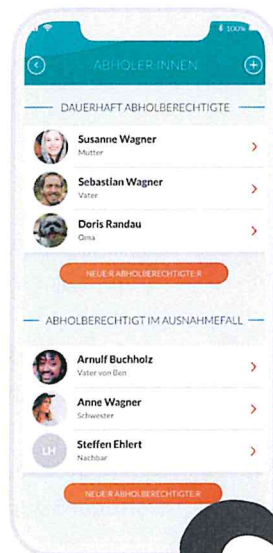 100%
ABHOLER:INNEN
DAUERHAFT ABHOLBERECHTIGTE
Susanne Wagner
Mutter
Sebastian Wagner
Vater
Doris Randau
Oma
NEUE:R ABHOLBERECHTIGTE:R
ABHOLBERECHTIGT IM AUSNAHMEFALL
Arnulf Buchholz
Vater von Ben
Anne Wagner
Schwester
LH
Steffen Ehlert
Nachbar
NEUE:R ABHOLBERECHTIGTE:R